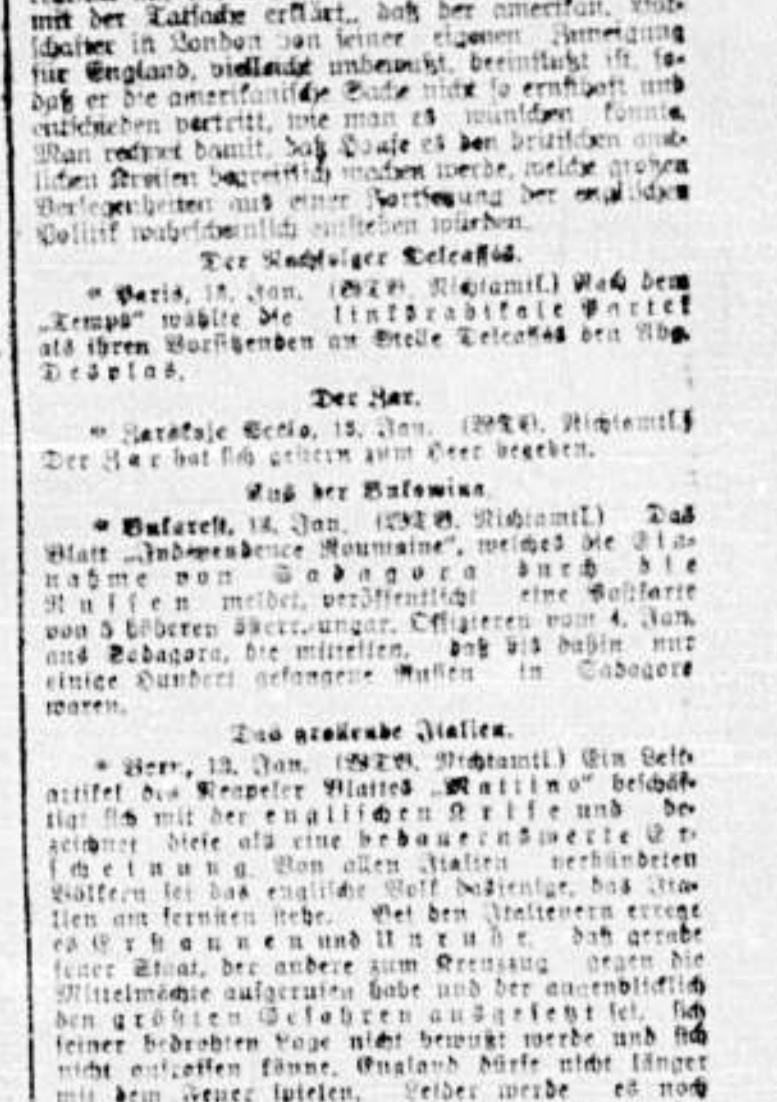 mit der Tatsache erklärt, daß der amerikan. Bot-
schafter in London von seiner eigenen Zuneigung
für England, vielleicht unbewußt, beeinflußt ist, so-
daß er die amerikanische Sache nicht so ernsthaft und
entschieden vertritt, wie man es wünschen könnte.
Man rechnet damit, daß House es den britischen amt-
lichen Kreisen begreiflich machen werde, welche großen
Verlegenheiten aus einer Fortsetzung der englischen
Politik wahrscheinlich entstehen würden.
Der Nachfolger Delcassés.
* Paris, 13. Jan. (WTB. Nichtamtl.) Nach dem
„Temps" wählte die linksradikale Partei
als ihren Vorsitzenden an Stelle Delcassés den Abg.
Desplas.
Der Zar.
* Zarskoje Selo, 13. Jan. (WTB. Nichtamtl.)
Der Zar hat sich gestern zum Heer begeben.
Aus der Bukowina.
* Bukarest, 13. Jan. (WTB. Nichtamtl.) Das
Blatt „Independence Roumaine", welches die Ein-
nahme von Sadagora durch die
Russen meldet, veröffentlicht eine Postkarte
von 5 höheren österr.-ungar. Offizieren vom 4. Jan.
aus Sadagora, die mitteilen, daß bis dahin nur
einige Hundert gefangene Russen in Sadagora
waren.
Das grollende Italien.
* Bern, 13. Jan. (WTB. Nichtamtl.) Ein Leit-
artikel des Neapeler Blattes „Mattino" beschäf-
tigt sich mit der englischen Krise und be-
zeichnet diese als eine bedauernswerte Er-
scheinung. Von allen Italien verbündeten
Völkern sei das englische Volk dasjenige, das Ita-
lien am fernsten stehe. Bei den Italienern errege
es Erstaunen und Unruhe, daß gerade
jener Staat, der andere zum Kreuzzug gegen die
Mittelmächte aufgerufen habe und der augenblicklich
den größten Gefahren ausgesetzt sei, sich
seiner bedrohten Lage nicht bewußt werde und sich
nicht aufraffen könne. England dürfe nicht länger
mit dem Feuer spielen. Leider werde es noch